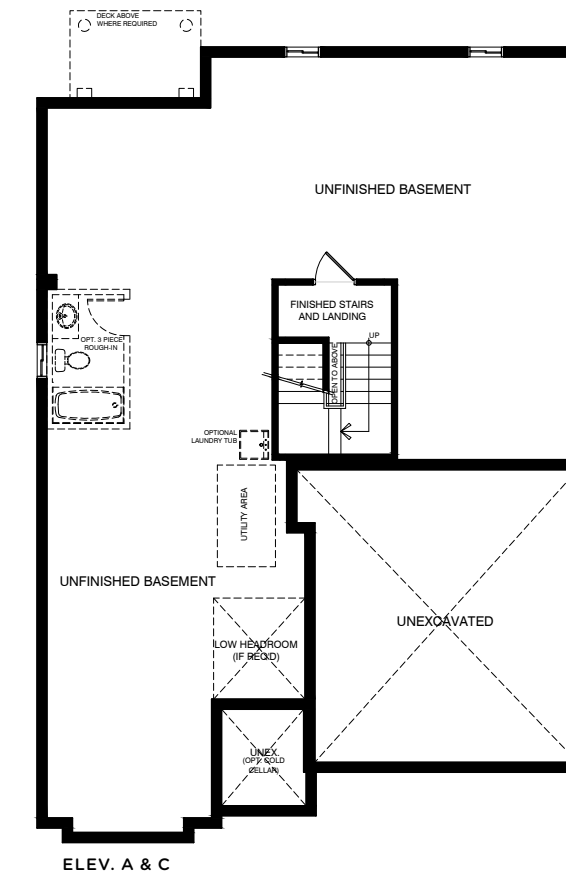 DECK ABOVE
WHERE REQUIRED
UNFINISHED BASEMENT
FINISHED STAIRS
AND LANDING
UP
OPEN TO ABOVE
OPT. 3 PIECE
ROUGH-IN
OPTIONAL
LAUNDRY TUB
UTILITY AREA
UNFINISHED BASEMENT
UNEXCAVATED
LOW HEADROOM
(IF REQ'D)
UNEX.
(OPT. COLD
CELLAR)
ELEV. A & C